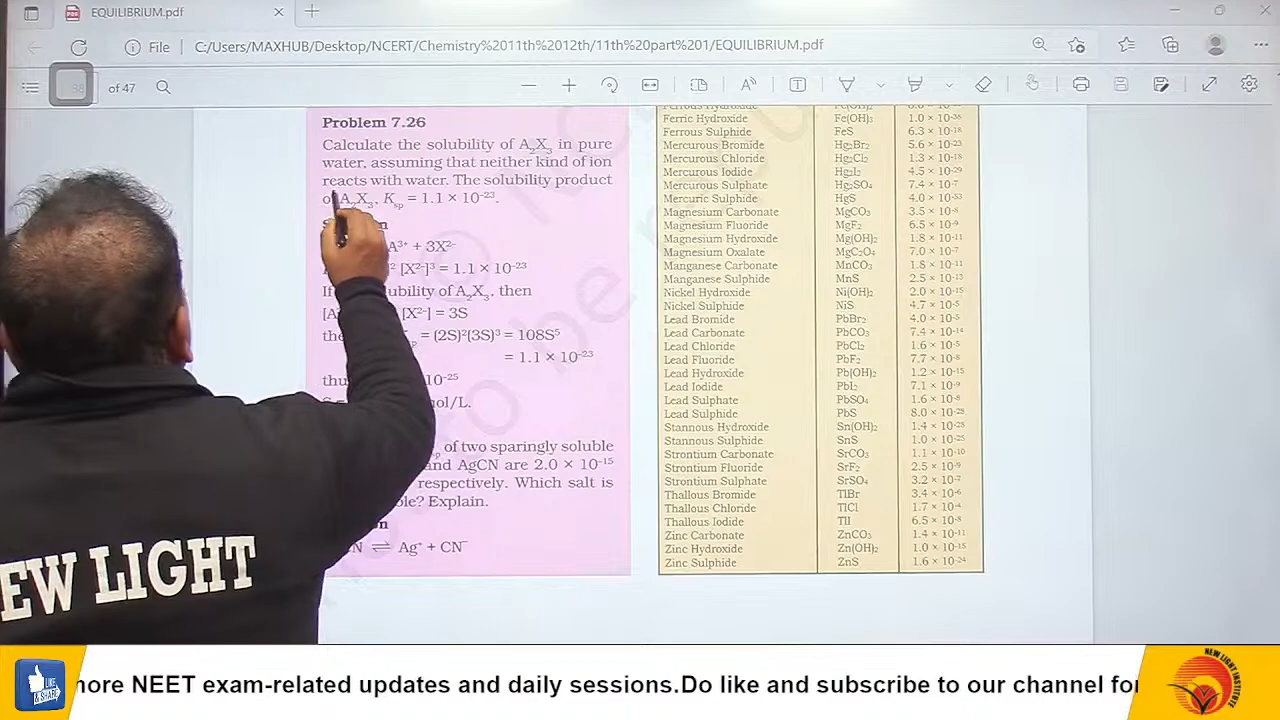 EQUILIBRIUM.pdf
File
C:/Users/MAXHUB/Desktop/NCERT/Chemistry%2011th%2012th/11th%20part%201/EQUILIBRIUM.pdf
of 47
Problem 7.26
Calculate the solubility of A₂X₃ in pure
water, assuming that neither kind of ion
reacts with water. The solubility product
of A₂X₃, Ksp = 1.1 × 10⁻²³.
A³⁺ + 3X²⁻
[X²⁻]³ = 1.1 × 10⁻²³
of A₂X₃, then
[X²⁻] = 3S
= (2S)²(3S)³ = 108S⁵
= 1.1 × 10⁻²³
10⁻²⁵
mol/L.
of two sparingly soluble
and AgCN are 2.0 × 10⁻¹⁵
respectively. Which salt is
Explain.
⇌ Ag⁺ + CN⁻
Ferric Hydroxide Fe(OH)₃ 1.0 × 10⁻³⁸
Ferrous Sulphide FeS 6.3 × 10⁻¹⁸
Mercurous Bromide Hg₂Br₂ 5.6 × 10⁻²³
Mercurous Chloride Hg₂Cl₂ 1.3 × 10⁻¹⁸
Mercurous Iodide Hg₂I₂ 4.5 × 10⁻²⁹
Mercurous Sulphate Hg₂SO₄ 7.4 × 10⁻⁷
Mercuric Sulphide HgS 4.0 × 10⁻⁵³
Magnesium Carbonate MgCO₃ 3.5 × 10⁻⁸
Magnesium Fluoride MgF₂ 6.5 × 10⁻⁹
Magnesium Hydroxide Mg(OH)₂ 1.8 × 10⁻¹¹
Magnesium Oxalate MgC₂O₄ 7.0 × 10⁻⁷
Manganese Carbonate MnCO₃ 1.8 × 10⁻¹¹
Manganese Sulphide MnS 2.5 × 10⁻¹³
Nickel Hydroxide Ni(OH)₂ 2.0 × 10⁻¹⁵
Nickel Sulphide NiS 4.7 × 10⁻⁵
Lead Bromide PbBr₂ 4.0 × 10⁻⁵
Lead Carbonate PbCO₃ 7.4 × 10⁻¹⁴
Lead Chloride PbCl₂ 1.6 × 10⁻⁵
Lead Fluoride PbF₂ 7.7 × 10⁻⁸
Lead Hydroxide Pb(OH)₂ 1.2 × 10⁻¹⁵
Lead Iodide PbI₂ 7.1 × 10⁻⁹
Lead Sulphate PbSO₄ 1.6 × 10⁻⁸
Lead Sulphide PbS 8.0 × 10⁻²⁸
Stannous Hydroxide Sn(OH)₂ 1.4 × 10⁻²⁸
Stannous Sulphide SnS 1.0 × 10⁻²⁵
Strontium Carbonate SrCO₃ 1.1 × 10⁻¹⁰
Strontium Fluoride SrF₂ 2.5 × 10⁻⁹
Strontium Sulphate SrSO₄ 3.2 × 10⁻⁷
Thallous Bromide TlBr 3.4 × 10⁻⁶
Thallous Chloride TlCl 1.7 × 10⁻⁴
Thallous Iodide TlI 6.5 × 10⁻⁸
Zinc Carbonate ZnCO₃ 1.4 × 10⁻¹¹
Zinc Hydroxide Zn(OH)₂ 1.0 × 10⁻¹⁵
Zinc Sulphide ZnS 1.6 × 10⁻²⁴
EW LIGHT
LIKE
& SHARE
more NEET exam-related updates and daily sessions.Do like and subscribe to our channel for
NEW LIGHT INSTITUTE